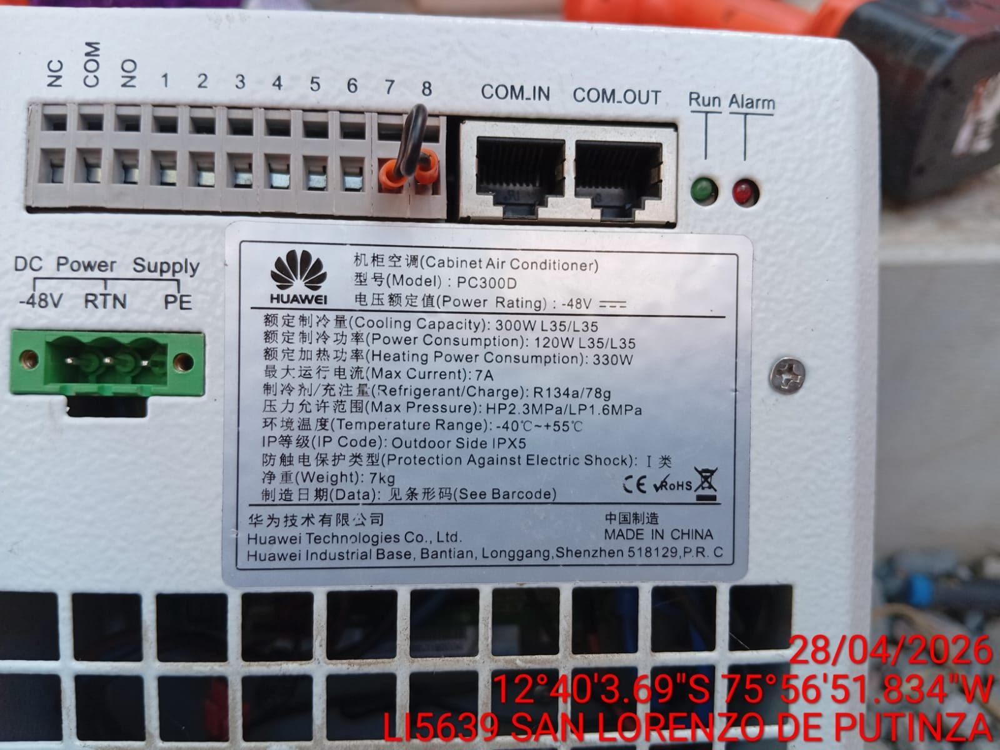 NC COM NO 1 2 3 4 5 6 7 8 COM_IN COM_OUT Run Alarm
DC Power Supply
-48V RTN PE
HUAWEI
机柜空调(Cabinet Air Conditioner)
型号(Model) : PC300D
电压额定值(Power Rating) : -48V
额定制冷量(Cooling Capacity): 300W L35/L35
额定制冷功率(Power Consumption): 120W L35/L35
额定加热功率(Heating Power Consumption): 330W
最大运行电流(Max Current): 7A
制冷剂/充注量(Refrigerant/Charge): R134a/78g
压力允许范围(Max Pressure): HP2.3MPa/LP1.6MPa
环境温度(Temperature Range): -40℃~+55℃
IP等级(IP Code): Outdoor Side IPX5
防触电保护类型(Protection Against Electric Shock): I 类
净重(Weight): 7kg
制造日期(Data): 见条形码(See Barcode)
CE RoHS
华为技术有限公司
Huawei Technologies Co., Ltd.
Huawei Industrial Base, Bantian, Longgang,Shenzhen 518129,P.R. C
中国制造
MADE IN CHINA
28/04/2026
12°40'3.69"S 75°56'51.834"W
LI5639 SAN LORENZO DE PUTINZA